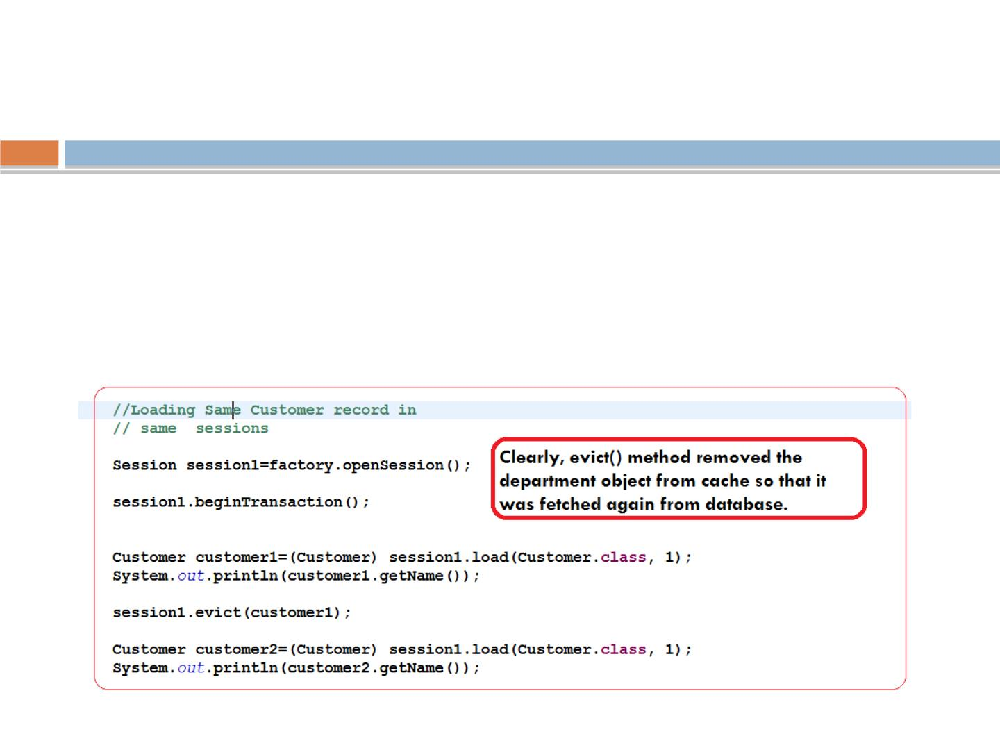 //Loading Same Customer record in
// same  sessions
Session session1=factory.openSession();
Clearly, evict() method removed the
department object from cache so that it
was fetched again from database.
session1.beginTransaction();
Customer customer1=(Customer) session1.load(Customer.class, 1);
System.out.println(customer1.getName());
session1.evict(customer1);
Customer customer2=(Customer) session1.load(Customer.class, 1);
System.out.println(customer2.getName());